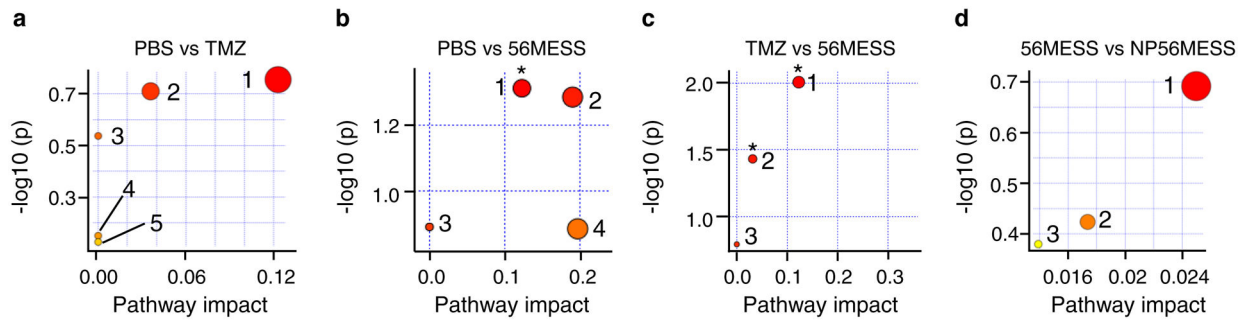 a
PBS vs TMZ
-log10 (p)
0.7
0.5
0.3
1
2
3
4
5
0.00
0.06
0.12
Pathway impact
b
PBS vs 56MESS
-log10 (p)
1.2
1.0
*
1
2
3
4
0.0
0.1
0.2
Pathway impact
c
TMZ vs 56MESS
-log10 (p)
2.0
1.5
1.0
*
1
*
2
3
0.0
0.1
0.2
0.3
Pathway impact
d
56MESS vs NP56MESS
-log10 (p)
0.7
0.6
0.5
0.4
1
2
3
0.016
0.02
0.024
Pathway impact